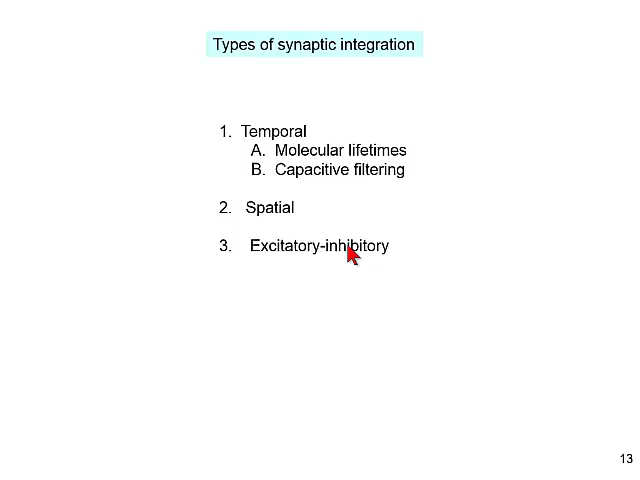 Types of synaptic integration
1. Temporal
A. Molecular lifetimes
B. Capacitive filtering
2. Spatial
3. Excitatory-inhibitory
13